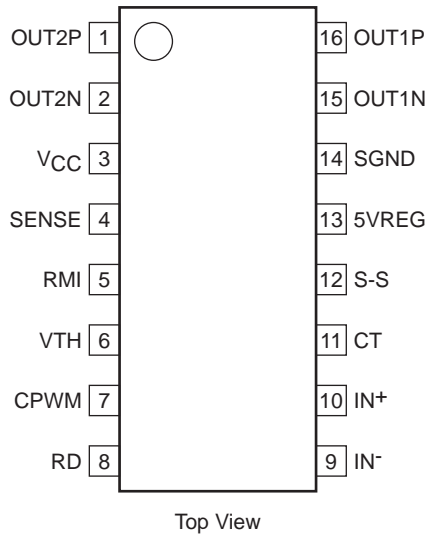 OUT2P 1 16 OUT1P
OUT2N 2 15 OUT1N
VCC 3 14 SGND
SENSE 4 13 5VREG
RMI 5 12 S-S
VTH 6 11 CT
CPWM 7 10 IN+
RD 8 9 IN-
Top View